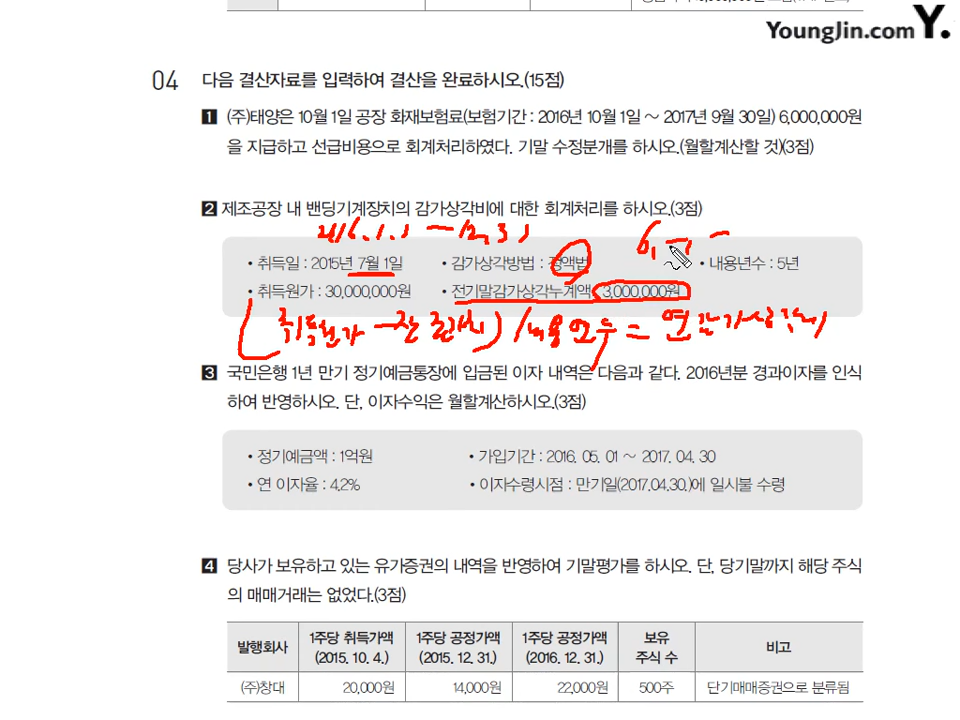 YoungJin.com Y.
04 다음 결산자료를 입력하여 결산을 완료하시오.(15점)
1 (주)태양은 10월 1일 공장 화재보험료(보험기간 : 2016년 10월 1일 ~ 2017년 9월 30일) 6,000,000원
을 지급하고 선급비용으로 회계처리하였다. 기말 수정분개를 하시오.(월할계산할 것)(3점)
2 제조공장 내 밴딩기계장치의 감가상각비에 대한 회계처리를 하시오.(3점)
• 취득일 : 2015년 7월 1일 • 감가상각방법 : 정액법 • 내용년수 : 5년
• 취득원가 : 30,000,000원 • 전기말감가상각누계액 : 3,000,000원
취득원가 - 잔존가치) / 내용연수 = 연감가상각비
3 국민은행 1년 만기 정기예금통장에 입금된 이자 내역은 다음과 같다. 2016년분 경과이자를 인식
하여 반영하시오. 단, 이자수익은 월할계산하시오.(3점)
• 정기예금액 : 1억원 • 가입기간 : 2016. 05. 01 ~ 2017. 04. 30
• 연 이자율 : 4.2% • 이자수령시점 : 만기일(2017.04.30.)에 일시불 수령
4 당사가 보유하고 있는 유가증권의 내역을 반영하여 기말평가를 하시오. 단, 당기말까지 해당 주식
의 매매거래는 없었다.(3점)
발행회사 1주당 취득가액 (2015. 10. 4.) 1주당 공정가액 (2015. 12. 31.) 1주당 공정가액 (2016. 12. 31.) 보유 주식 수 비고
(주)창대 20,000원 14,000원 22,000원 500주 단기매매증권으로 분류됨